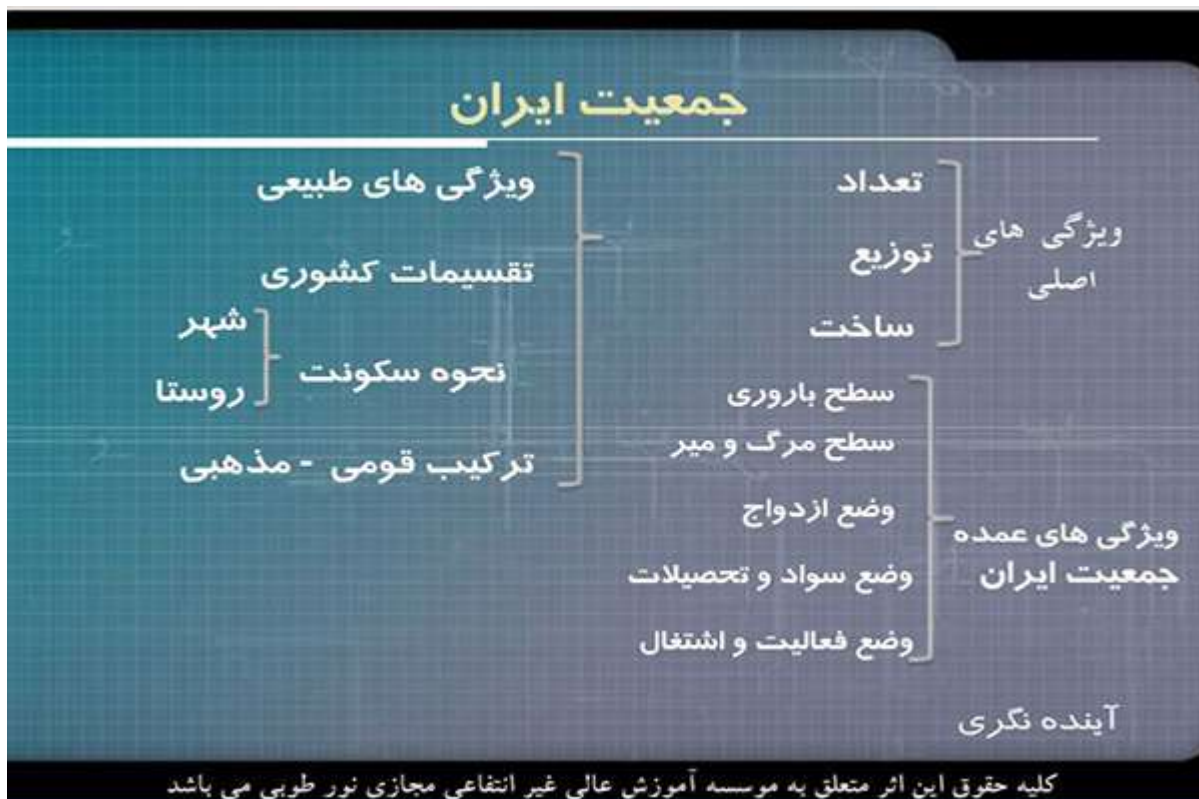 جمعیت ایران
ویژگی های
اصلی
تعداد
توزیع
ساخت
ویژگی های طبیعی
تقسیمات کشوری
نحوه سکونت
شهر
روستا
ترکیب قومی - مذهبی
ویژگی های عمده
جمعیت ایران
سطح باروری
سطح مرگ و میر
وضع ازدواج
وضع سواد و تحصیلات
وضع فعالیت و اشتغال
آینده نگری
کلیه حقوق این اثر متعلق به موسسه آموزش عالی غیر انتفاعی مجازی نور طوبی می باشد